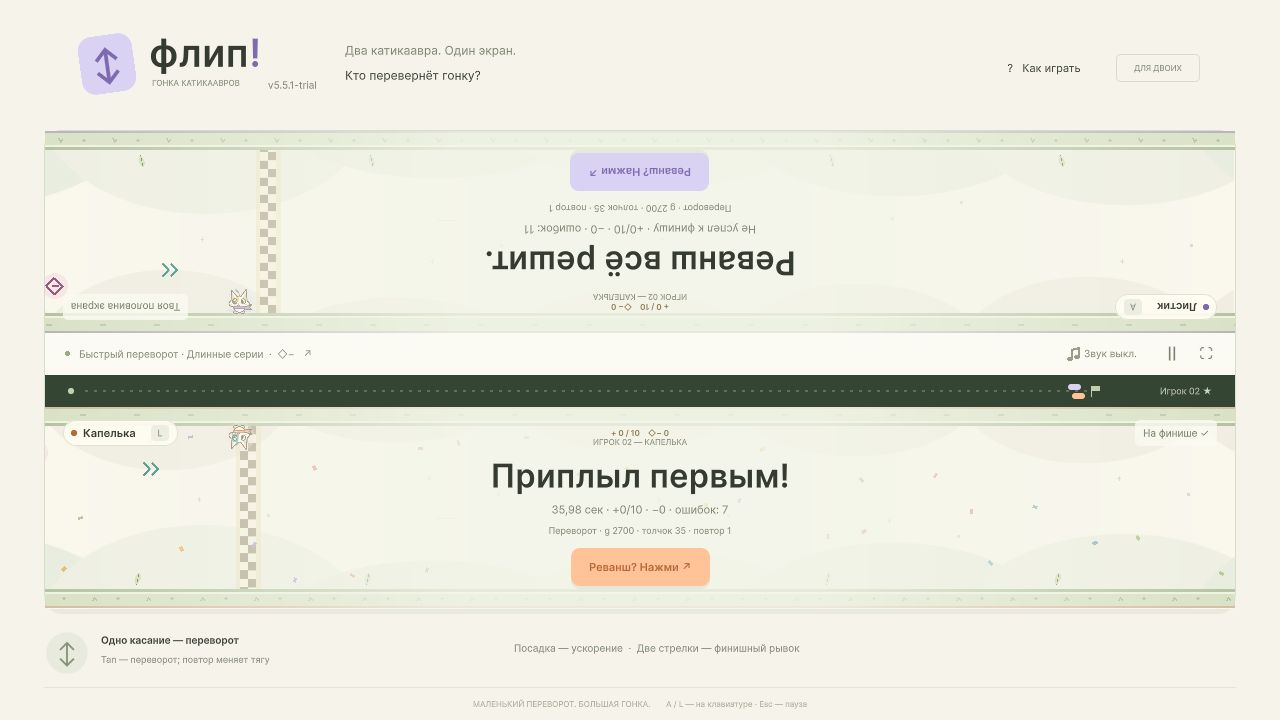 флип!
ГОНКА КАТИКААВРОВ
v5.5.1-trial
Два катикаавра. Один экран.
Кто перевернёт гонку?
? Как играть
ДЛЯ ДВОИХ
Реванш? Нажми ↗
Переворот · g 2700 · толчок 35 · повтор 1
Не успел к финишу · +0/10 · −0 · ошибок: 11
Реванш всё решит.
ИГРОК 02 — КАПЕЛЬКА
+ 0 / 10 ◇− 0
Твоя половина экрана
Листик A
Быстрый переворот · Длинные серии · ◇− ↗
Звук выкл.
Игрок 02 ★
Капелька L
+ 0 / 10 ◇− 0
ИГРОК 02 — КАПЕЛЬКА
На финише ✓
Приплыл первым!
35,98 сек · +0/10 · −0 · ошибок: 7
Переворот · g 2700 · толчок 35 · повтор 1
Реванш? Нажми ↗
Одно касание — переворот
Тап — переворот; повтор меняет тягу
Посадка — ускорение · Две стрелки — финишный рывок
МАЛЕНЬКИЙ ПЕРЕВОРОТ. БОЛЬШАЯ ГОНКА.
A / L — на клавиатуре · Esc — пауза